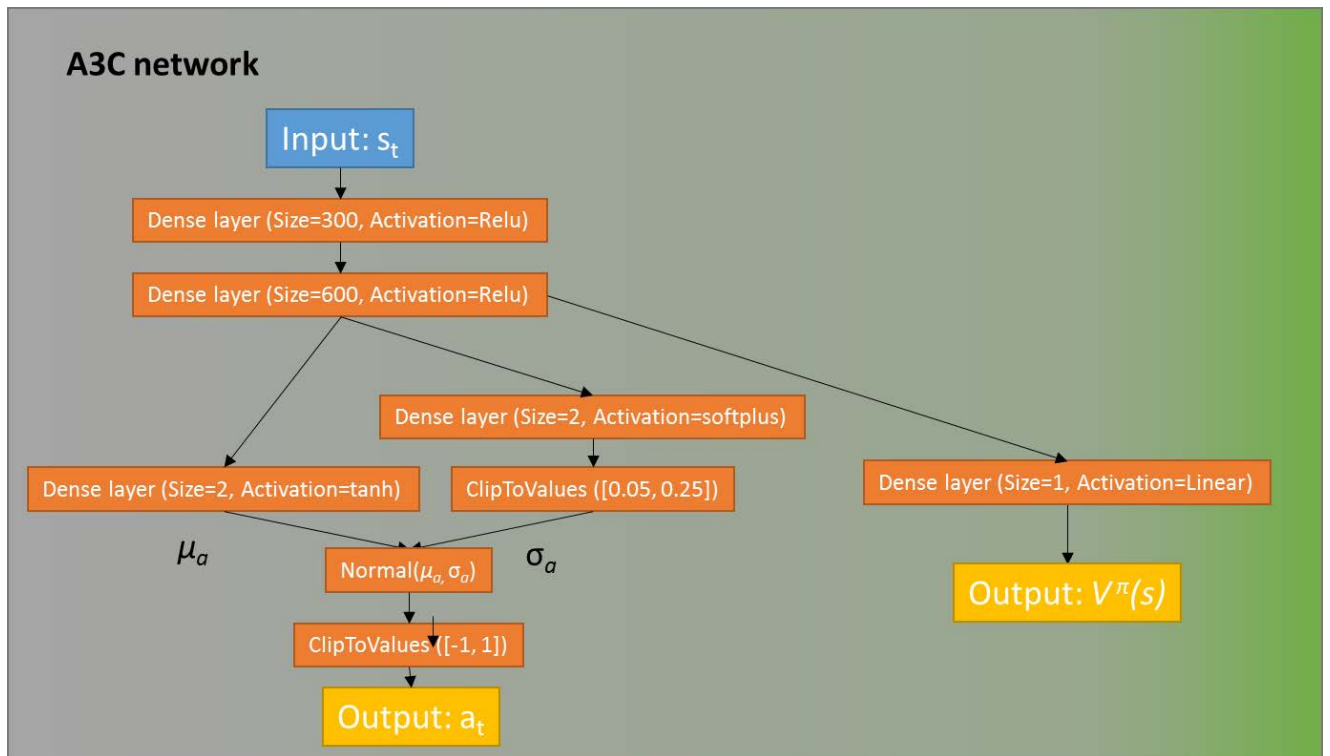 A3C network
Input: sₜ
Dense layer (Size=300, Activation=Relu)
Dense layer (Size=600, Activation=Relu)
Dense layer (Size=2, Activation=softplus)
Dense layer (Size=2, Activation=tanh)
ClipToValues ([0.05, 0.25])
Dense layer (Size=1, Activation=Linear)
μₐ
σₐ
Normal(μₐ, σₐ)
Output: Vᵖ(s)
ClipToValues ([-1, 1])
Output: aₜ